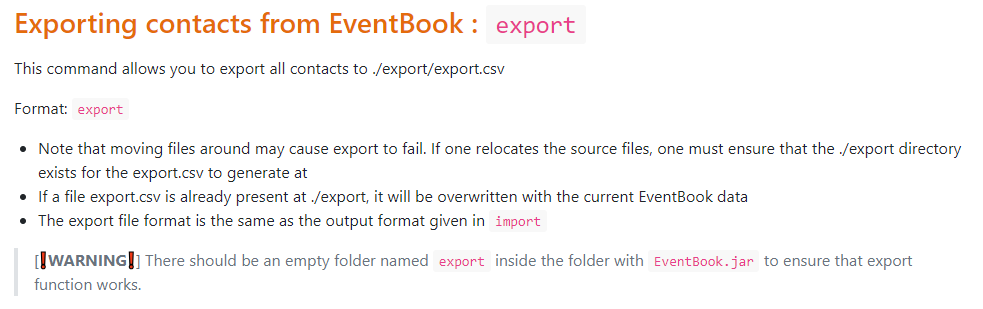 Exporting contacts from EventBook : export
This command allows you to export all contacts to ./export/export.csv
Format: export
• Note that moving files around may cause export to fail. If one relocates the source files, one must ensure that the ./export directory
exists for the export.csv to generate at
• If a file export.csv is already present at ./export, it will be overwritten with the current EventBook data
• The export file format is the same as the output format given in import
[❗WARNING❗] There should be an empty folder named export inside the folder with EventBook.jar to ensure that export
function works.